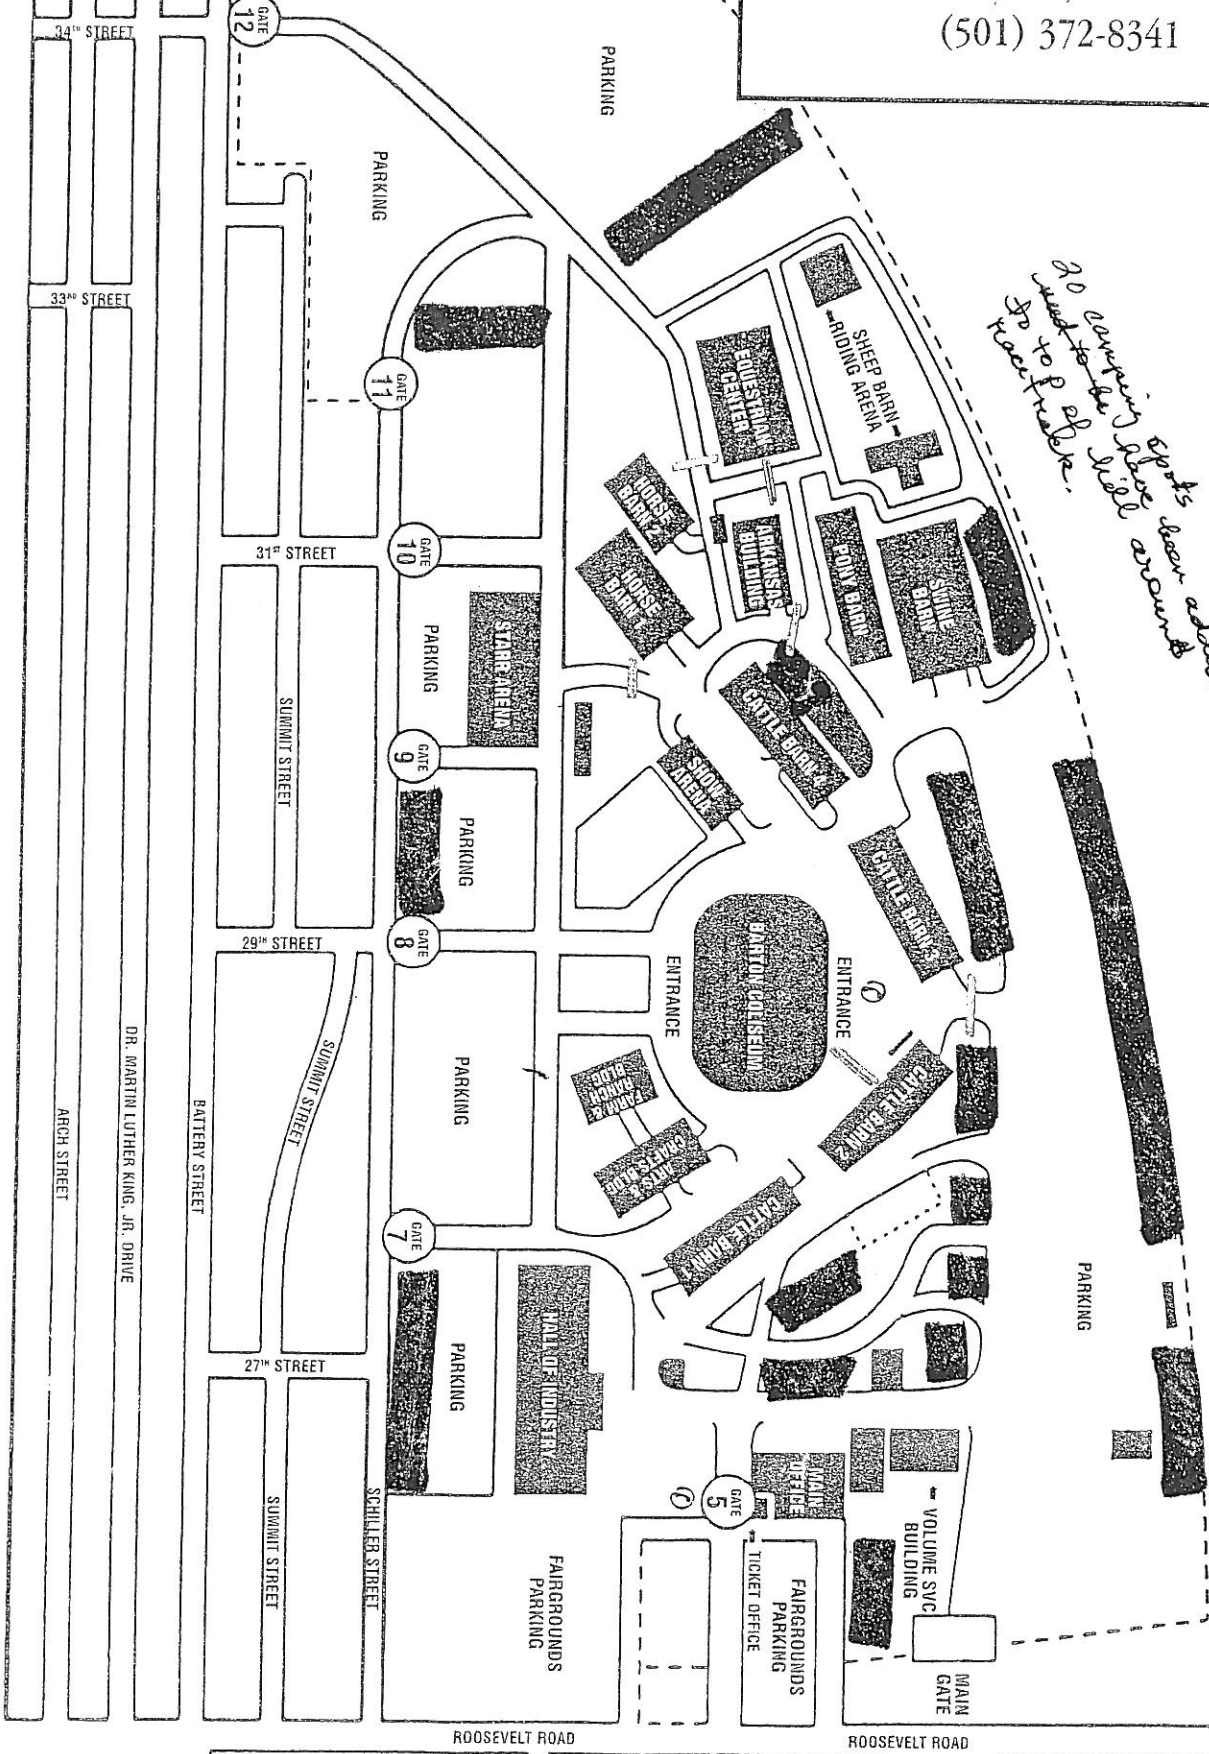 (501) 372-8341
34TH STREET
GATE
12
PARKING
PARKING
20 camping spots
need to be have been added
to top of hill around
racetrack.
33RD STREET
GATE
11
SHEEP BARN
RIDING ARENA
EQUESTRIAN
CENTER
HORSE
BARN 2
HORSE
BARN 1
ARKANSAS
BUILDING
PONY BARN
SWINE
BARN
31ST STREET
GATE
10
PARKING
STARR ARENA
SUMMIT STREET
GATE
9
PARKING
CATTLE BARN 4
SHOW
ARENA
CATTLE BARN 3
29TH STREET
GATE
8
ENTRANCE
BARTON COLISEUM
ENTRANCE
SUMMIT STREET
PARKING
FARM &
RANCH
BLDG
ARTS &
CRAFTS BLDG
CATTLE BARN 2
CATTLE BARN 1
DR. MARTIN LUTHER KING, JR. DRIVE
ARCH STREET
BATTERY STREET
GATE
7
PARKING
27TH STREET
PARKING
HALL OF INDUSTRY
SUMMIT STREET
SCHILLER STREET
MAIN
OFFICE
GATE
5
TICKET OFFICE
VOLUME SVC
BUILDING
FAIRGROUNDS
PARKING
FAIRGROUNDS
PARKING
MAIN
GATE
ROOSEVELT ROAD
ROOSEVELT ROAD